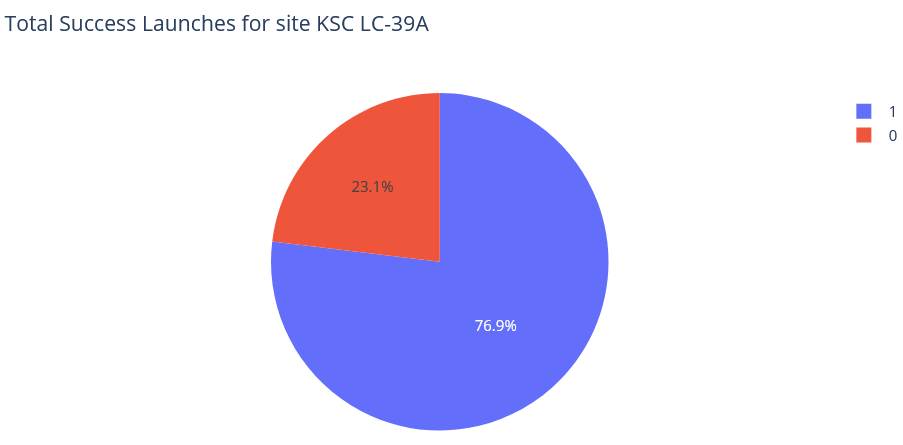 Total Success Launches for site KSC LC-39A
1
0
23.1%
76.9%